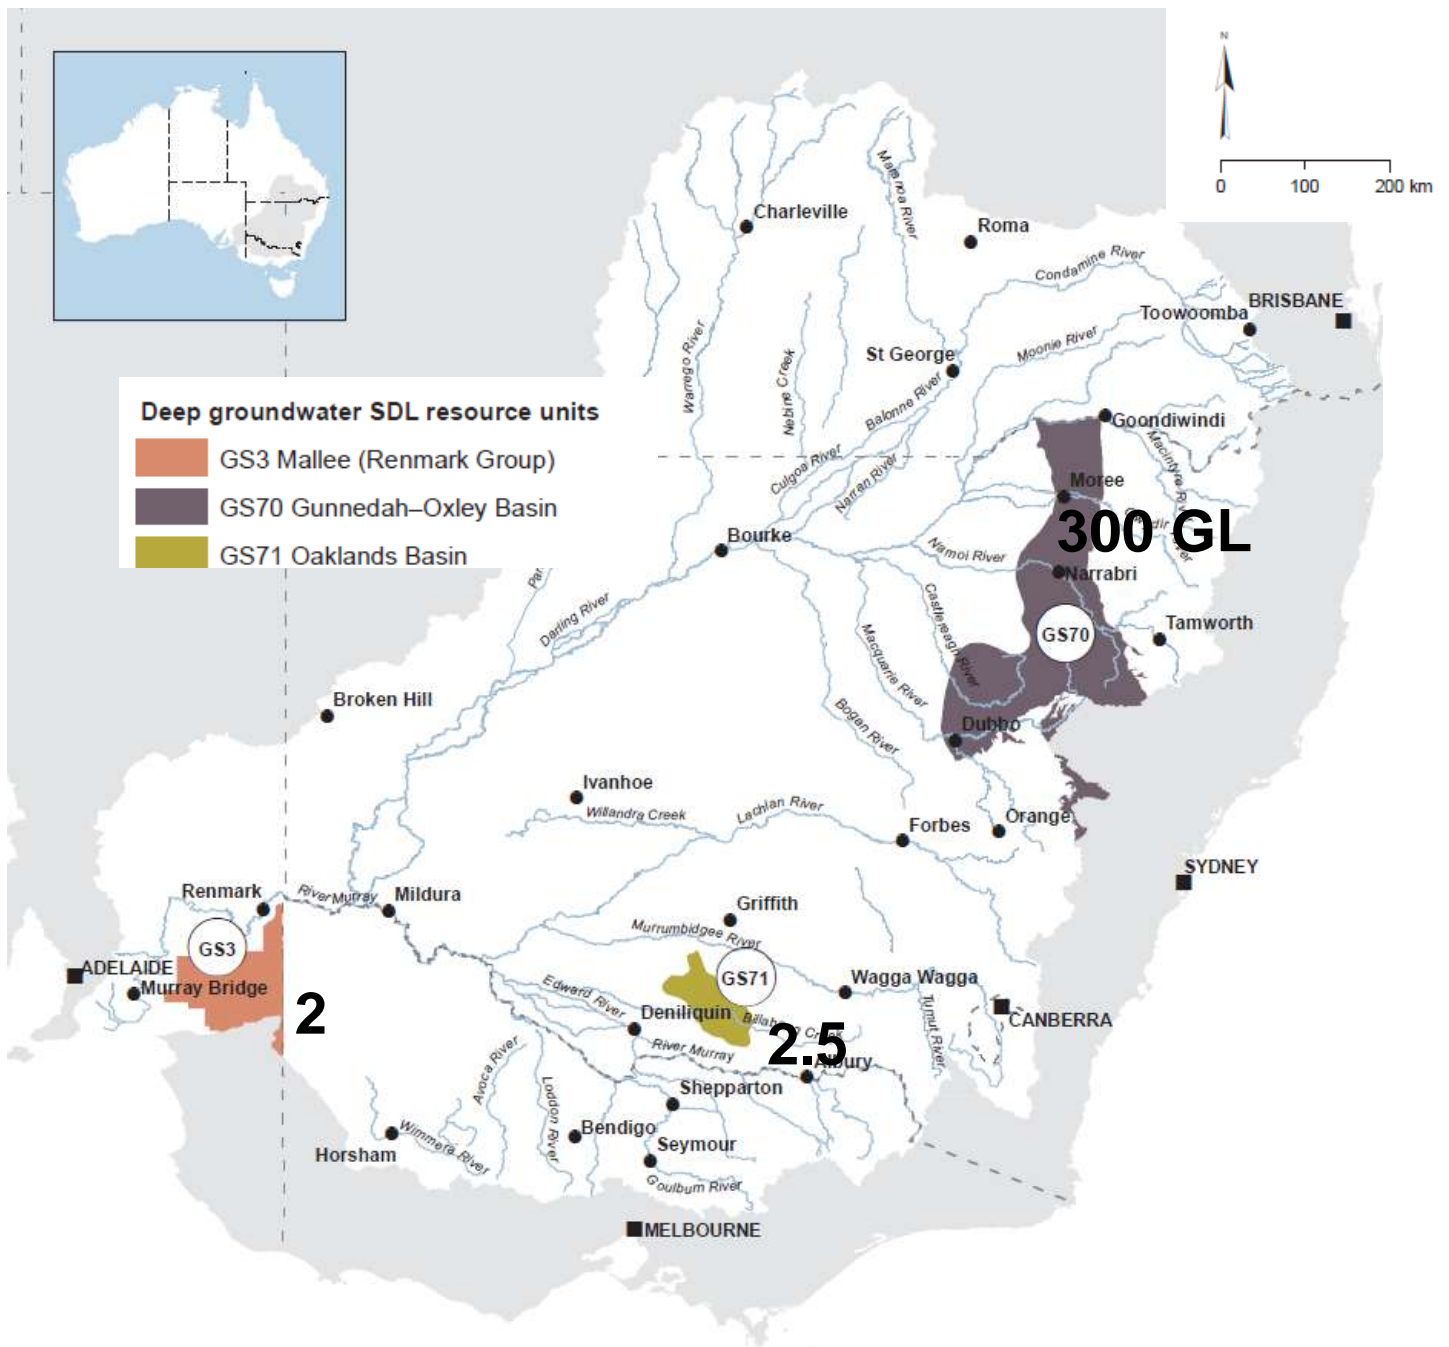 N
0 100 200 km
Charleville
Maranoa River
Roma
Condamine River
BRISBANE
Toowoomba
Warrego River
Nebine Creek
St George
Moonie River
Balonne River
Deep groundwater SDL resource units
GS3 Mallee (Renmark Group)
GS70 Gunnedah–Oxley Basin
GS71 Oaklands Basin
Goondiwindi
Macintyre River
Culgoa River
Narran River
Moree
300 GL
Bourke
Namoi River
Narrabri
Darling River
Castlereagh River
Macquarie River
GS70
Tamworth
Broken Hill
Bogan River
Dubbo
Ivanhoe
Willandra Creek
Lachlan River
Forbes
Orange
SYDNEY
Renmark
River Murray
Mildura
Griffith
Murrumbidgee River
GS3
GS71
ADELAIDE
Murray Bridge
Wagga Wagga
Edward River
Deniliquin
Tumut River
CANBERRA
2
2.5
River Murray
Albury
Avoca River
Loddon River
Shepparton
Bendigo
Seymour
Horsham
Wimmera River
Goulburn River
MELBOURNE